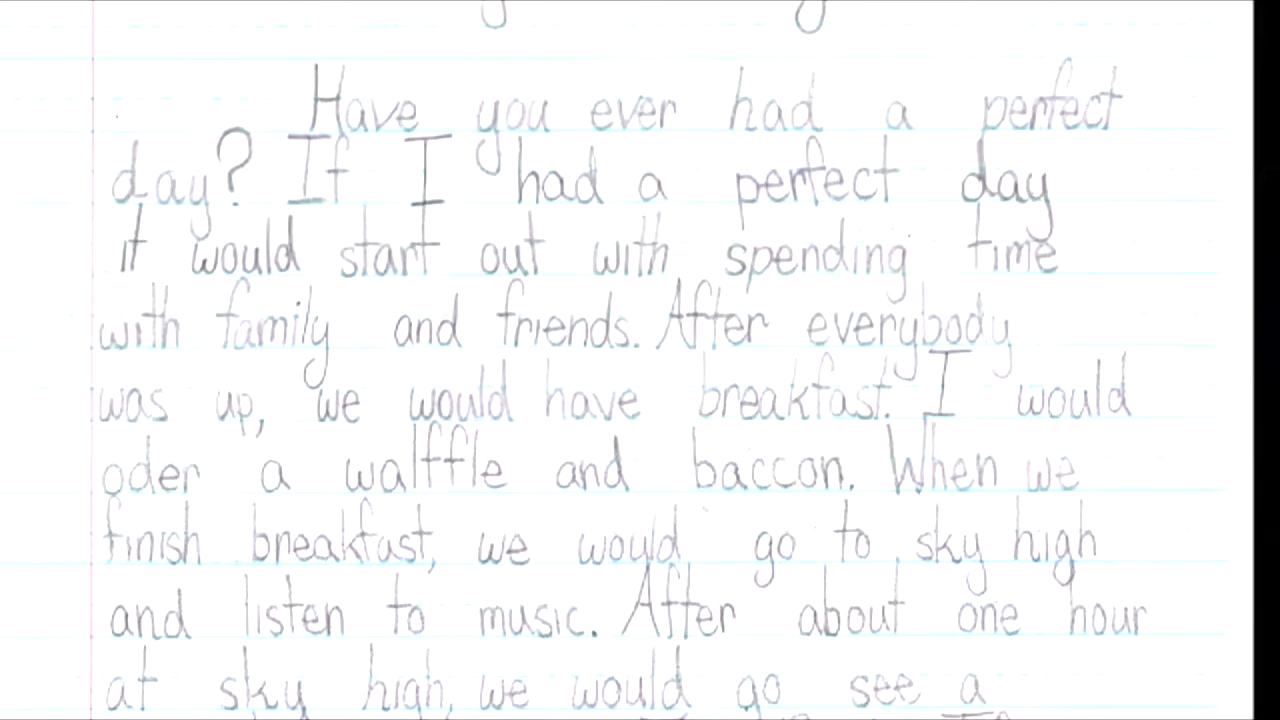 Have you ever had a perfect
day? If I had a perfect day
it would start out with spending time
with family and friends. After everybody
was up, we would have breakfast. I would
oder a walffle and baccon. When we
finish breakfast, we would go to sky high
and listen to music. After about one hour
at sky high, we would go see a